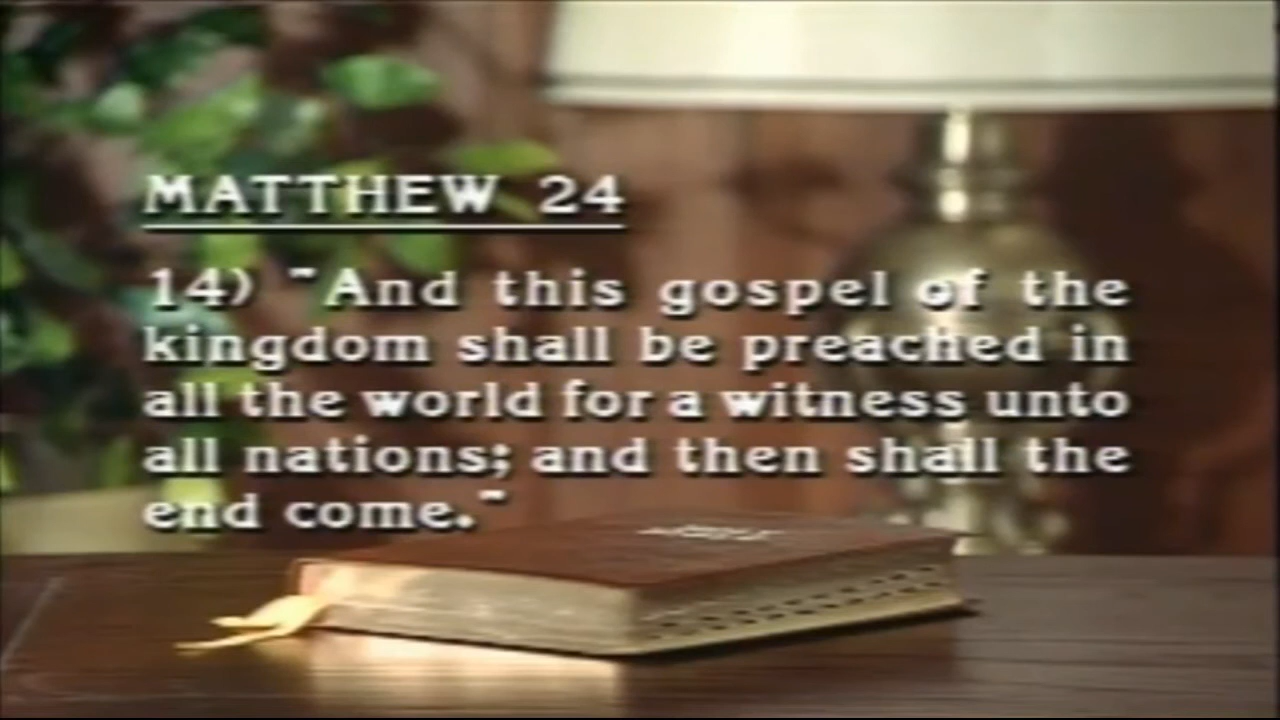 MATTHEW 24
14) "And this gospel of the
kingdom shall be preached in
all the world for a witness unto
all nations; and then shall the
end come."